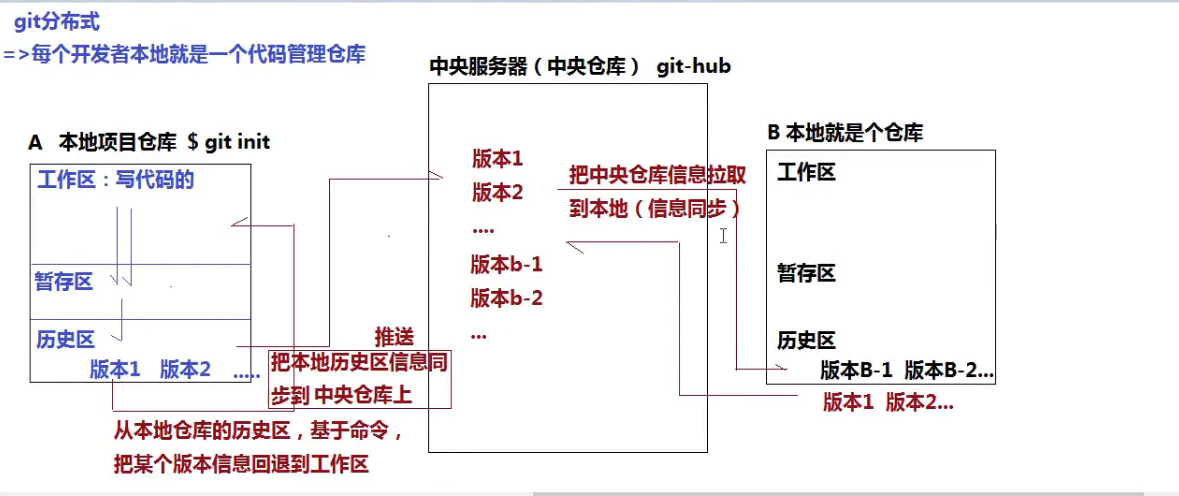 git分布式
=>每个开发者本地就是一个代码管理仓库
中央服务器（中央仓库） git-hub
A 本地项目仓库 $ git init
工作区：写代码的
暂存区
历史区
版本1 版本2 .....
推送
把本地历史区信息同
步到 中央仓库上
从本地仓库的历史区，基于命令，
把某个版本信息回退到工作区
版本1
版本2
....
版本b-1
版本b-2
...
把中央仓库信息拉取
到本地（信息同步）
B 本地就是个仓库
工作区
暂存区
历史区
版本B-1 版本B-2...
版本1 版本2...